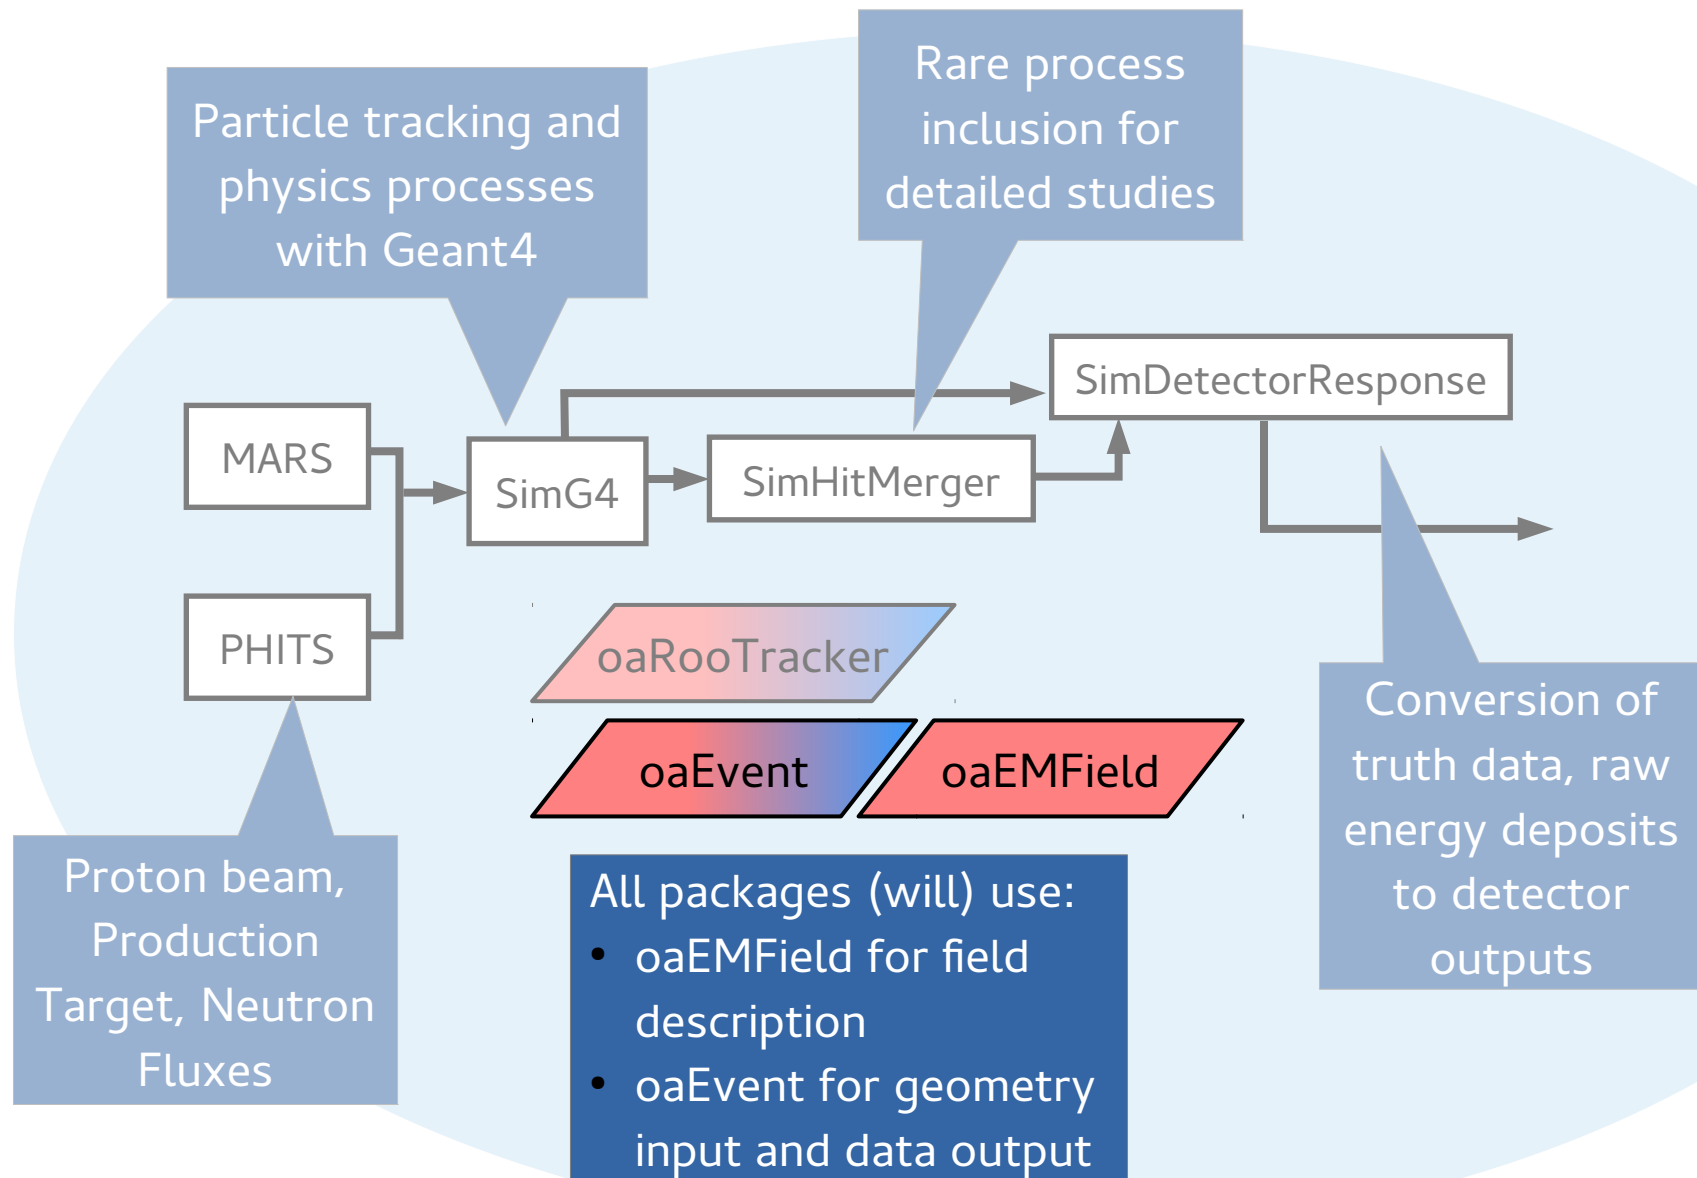 Particle tracking and
physics processes
with Geant4
Rare process
inclusion for
detailed studies
MARS
PHITS
SimG4
SimHitMerger
SimDetectorResponse
oaRooTracker
oaEvent
oaEMField
Proton beam,
Production
Target, Neutron
Fluxes
All packages (will) use:
• oaEMField for field
description
• oaEvent for geometry
input and data output
Conversion of
truth data, raw
energy deposits
to detector
outputs